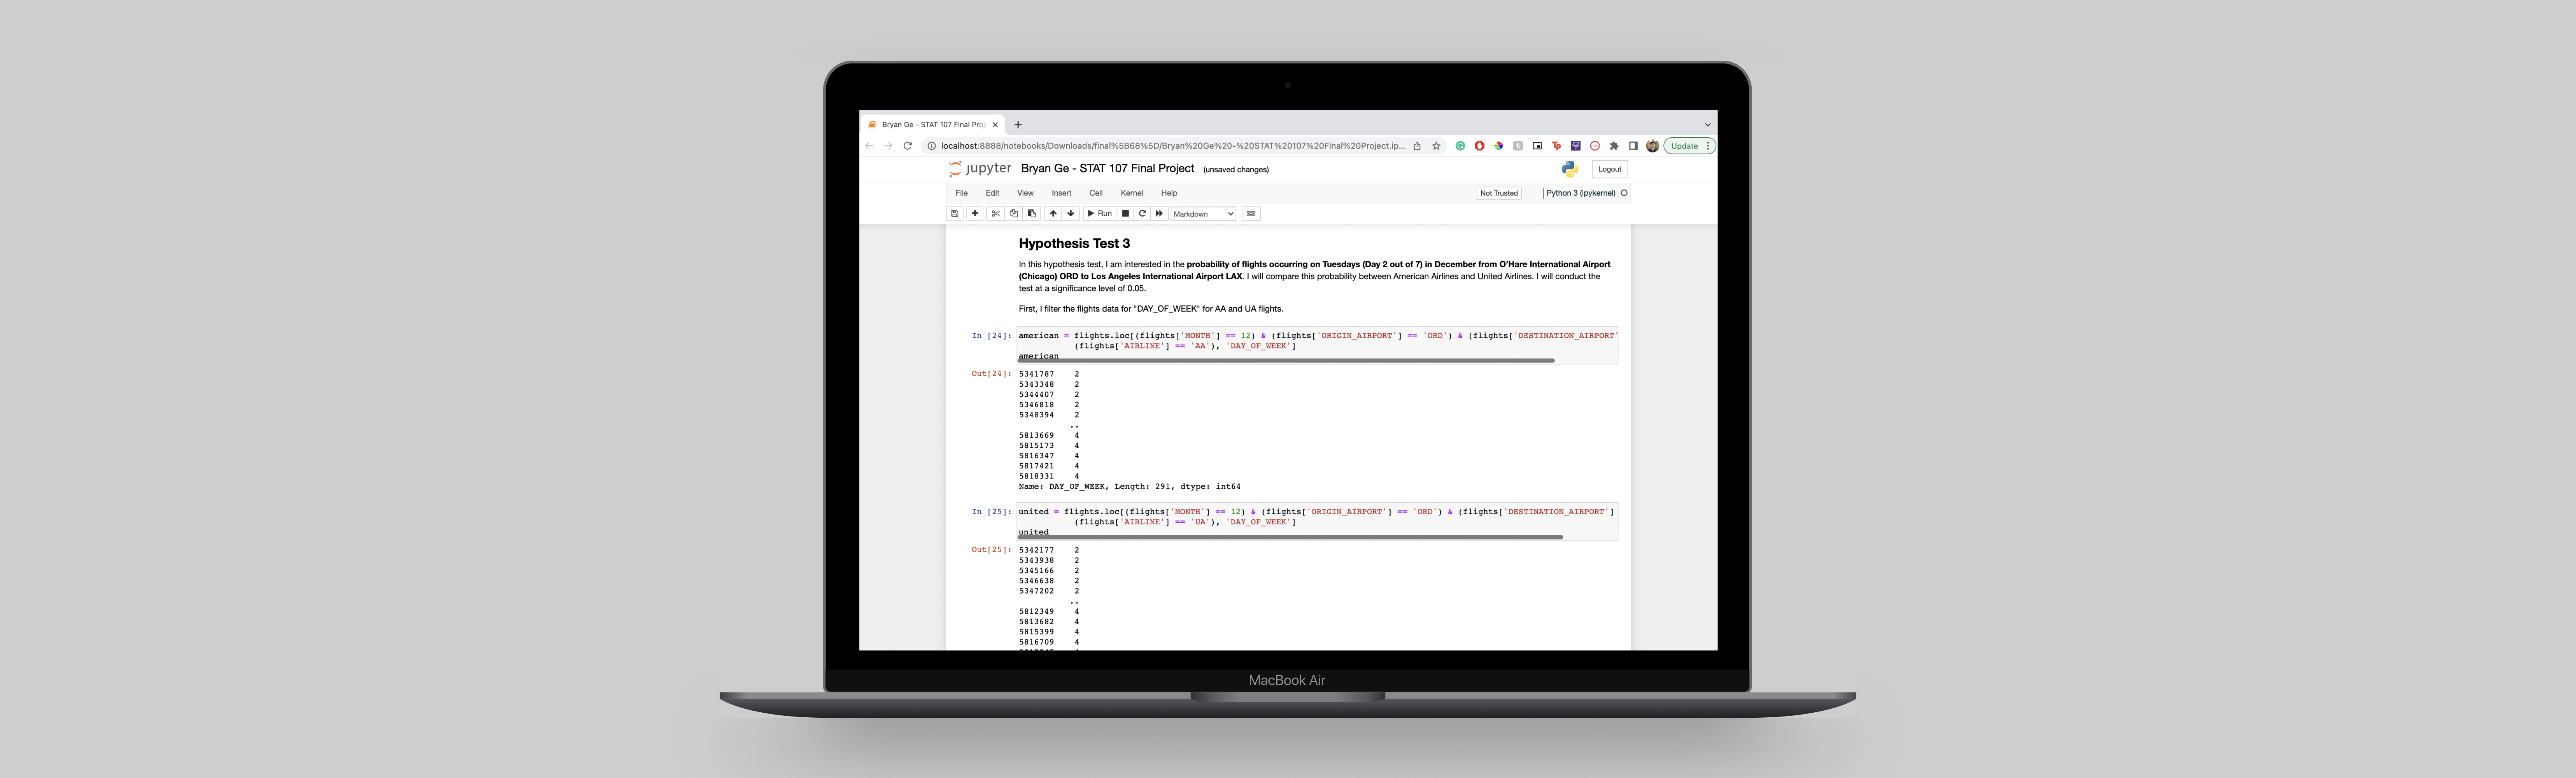 Bryan Ge - STAT 107 Final Proj
localhost:8888/notebooks/Downloads/final%5B68%5D/Bryan%20Ge%20-%20STAT%20107%20Final%20Project.ip...
Update
jupyter Bryan Ge - STAT 107 Final Project (unsaved changes)
Logout
File Edit View Insert Cell Kernel Help
Not Trusted Python 3 (ipykernel)
Run Markdown
Hypothesis Test 3
In this hypothesis test, I am interested in the probability of flights occurring on Tuesdays (Day 2 out of 7) in December from O'Hare International Airport
(Chicago) ORD to Los Angeles International Airport LAX. I will compare this probability between American Airlines and United Airlines. I will conduct the
test at a significance level of 0.05.
First, I filter the flights data for "DAY_OF_WEEK" for AA and UA flights.
In [24]: american = flights.loc[(flights['MONTH'] == 12) & (flights['ORIGIN_AIRPORT'] == 'ORD') & (flights['DESTINATION_AIRPORT'
(flights['AIRLINE'] == 'AA'), 'DAY_OF_WEEK']
american
Out[24]: 5341787 2
5343348 2
5344407 2
5346818 2
5348394 2
..
5813669 4
5815173 4
5816347 4
5817421 4
5818331 4
Name: DAY_OF_WEEK, Length: 291, dtype: int64
In [25]: united = flights.loc[(flights['MONTH'] == 12) & (flights['ORIGIN_AIRPORT'] == 'ORD') & (flights['DESTINATION_AIRPORT']
(flights['AIRLINE'] == 'UA'), 'DAY_OF_WEEK']
united
Out[25]: 5342177 2
5343938 2
5345166 2
5346638 2
5347202 2
..
5812349 4
5813682 4
5815399 4
5816709 4
MacBook Air